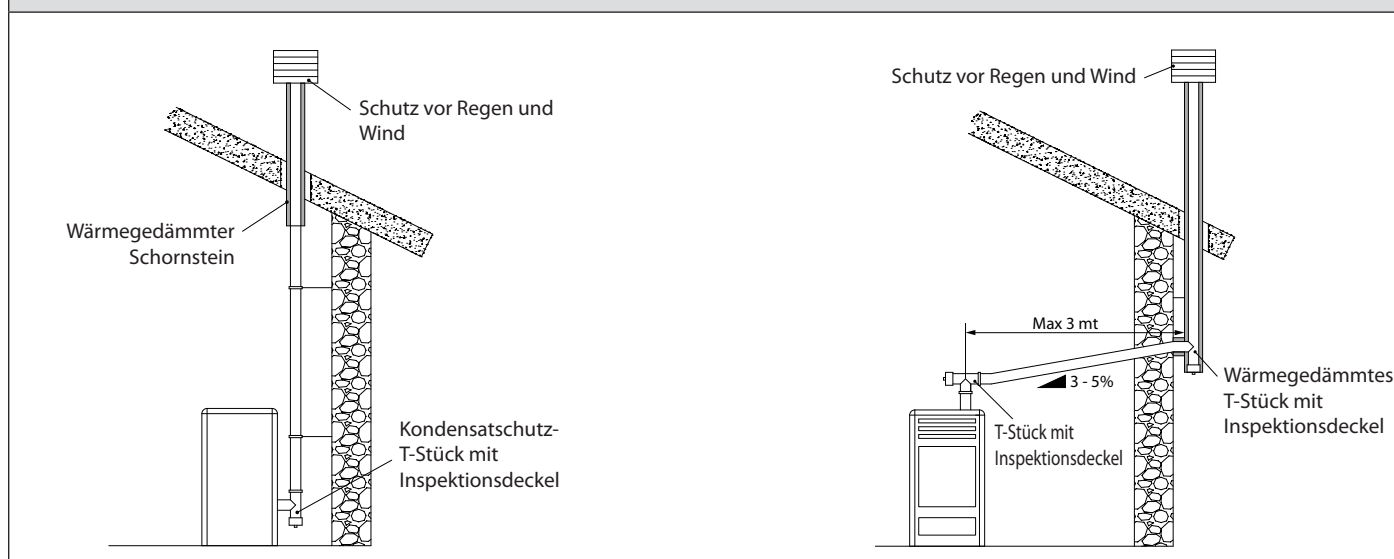 Schutz vor Regen und
Wind
Wärmegedämmter
Schornstein
Kondensatschutz-
T-Stück mit
Inspektionsdeckel
Schutz vor Regen und Wind
Max 3 mt
3 - 5%
T-Stück mit
Inspektionsdeckel
Wärmegedämmtes
T-Stück mit
Inspektionsdeckel